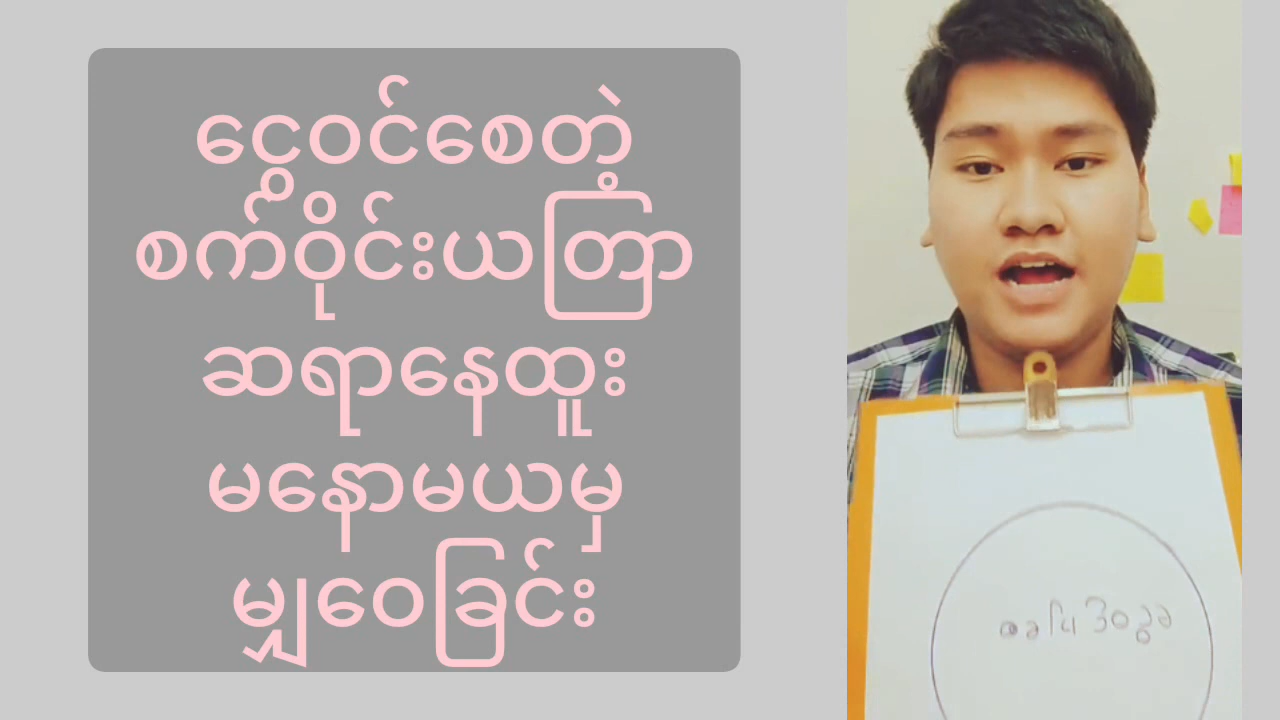 ငွေဝင်စေတဲ့
စက်ဝိုင်းယတြာ
ဆရာနေထူး
မနောမယမှ
မျှဝေခြင်း